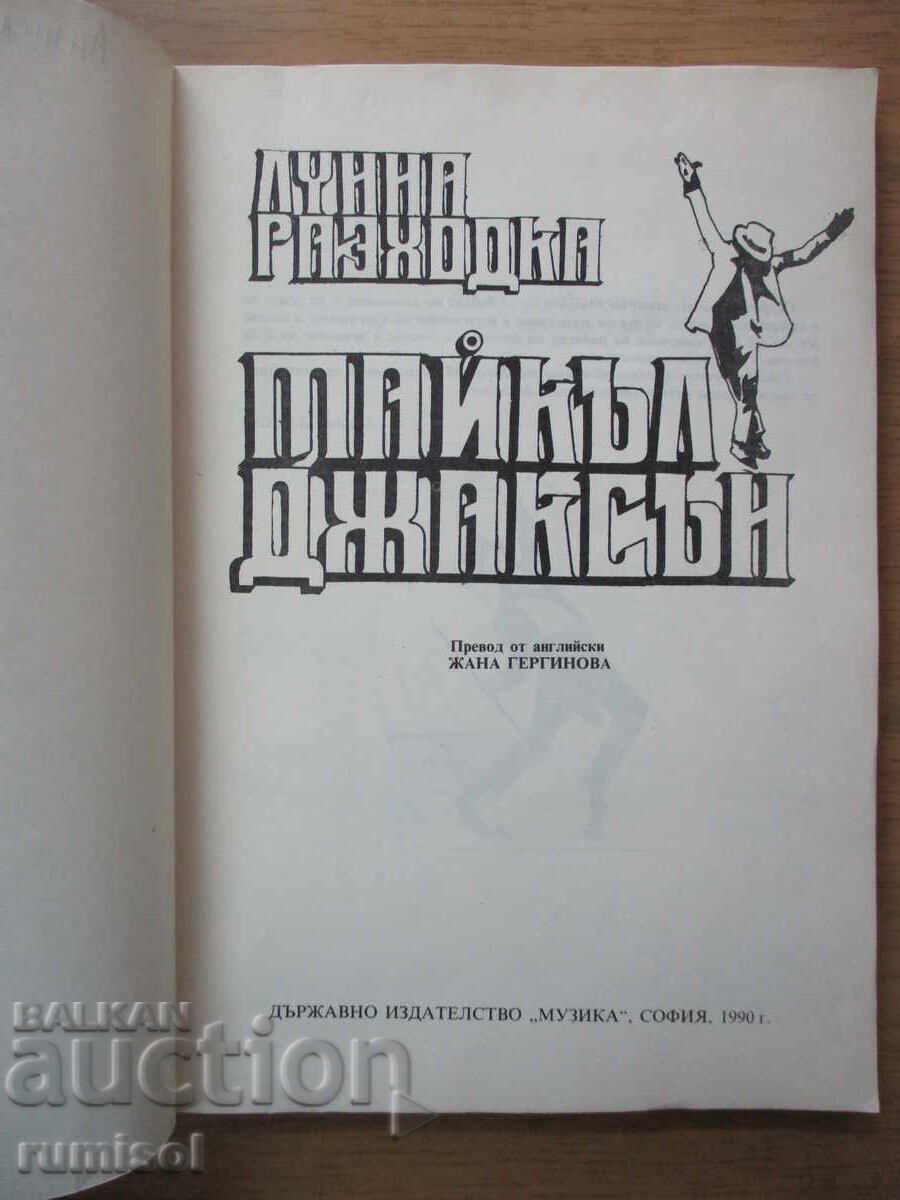 ЛУННА
РАЗХОДКА
МАЙКЪЛ
ДЖАКСЪН
Превод от английски
ЖАНА ГЕРГИНОВА
ДЪРЖАВНО ИЗДАТЕЛСТВО „МУЗИКА“, СОФИЯ, 1990 г.
BALKAN
auction
rumisol